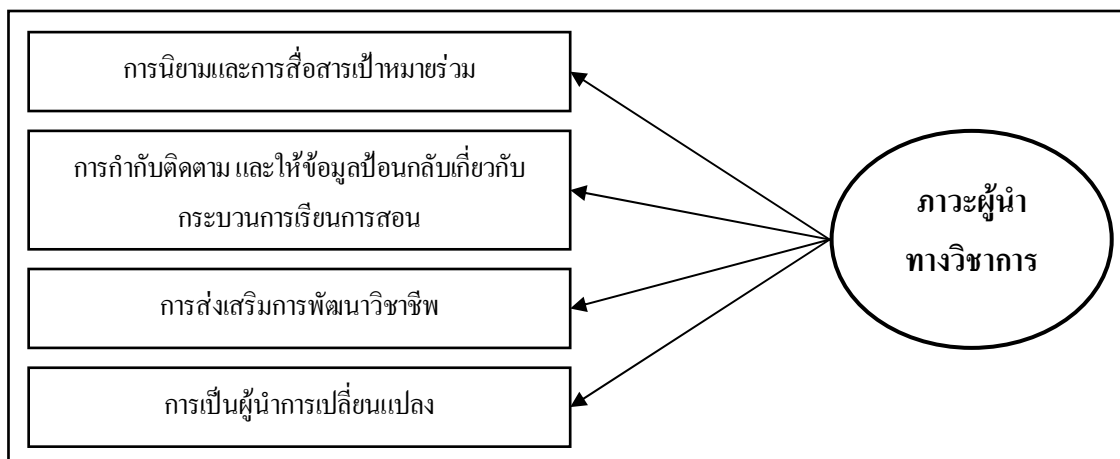 การนิยามและการสื่อสารเป้าหมายร่วม
การกำกับติดตาม และให้ข้อมูลป้อนกลับเกี่ยวกับ
กระบวนการเรียนการสอน
การส่งเสริมการพัฒนาวิชาชีพ
การเป็นผู้นำการเปลี่ยนแปลง
ภาวะผู้นำ
ทางวิชาการ